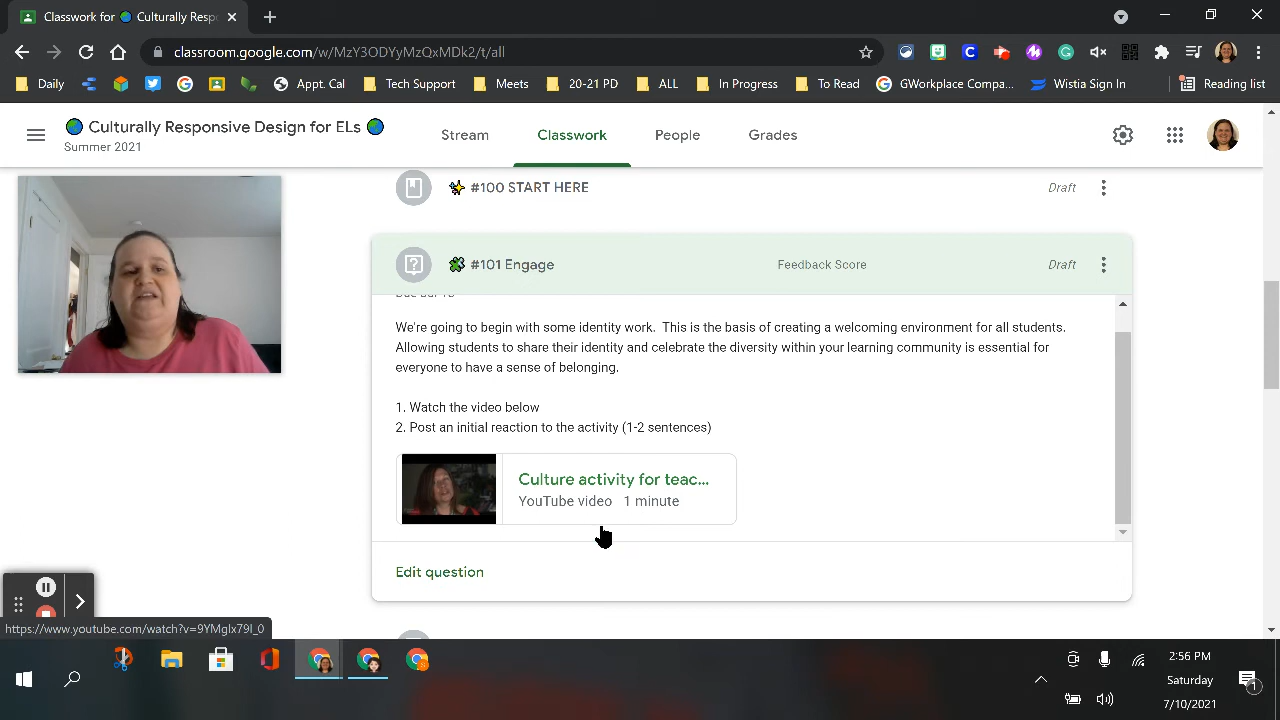 Classwork for 🌏 Culturally Resp
classroom.google.com/w/MzY3ODYyMzQxMDk2/t/all
Daily
Appt. Cal
Tech Support
Meets
20-21 PD
ALL
In Progress
To Read
GWorkplace Compa...
Wistia Sign In
Reading list
🌏 Culturally Responsive Design for ELs 🌏
Summer 2021
Stream
Classwork
People
Grades
✨ #100 START HERE
Draft
🧩 #101 Engage
Feedback Score
Draft
We're going to begin with some identity work.  This is the basis of creating a welcoming environment for all students.
Allowing students to share their identity and celebrate the diversity within your learning community is essential for
everyone to have a sense of belonging.
1. Watch the video below
2. Post an initial reaction to the activity (1-2 sentences)
Culture activity for teac...
YouTube video  1 minute
Edit question
https://www.youtube.com/watch?v=9YMglx79I_0
2:56 PM
Saturday
7/10/2021
1